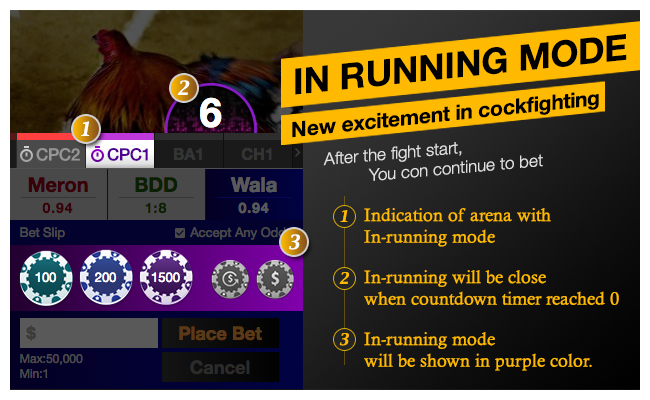 IN RUNNING MODE
New excitement in cockfighting
After the fight start,
You con continue to bet
1 Indication of arena with
In-running mode
2 In-running will be close
when countdown timer reached 0
3 In-running mode
will be shown in purple color.
2
6
1
CPC2 CPC1 BA1 CH1 >
Meron BDD Wala
0.94 1:8 0.94
Bet Slip Accept Any Odd
3
100 200 1500 $
$ Place Bet
Max:50,000
Min:1
Cancel